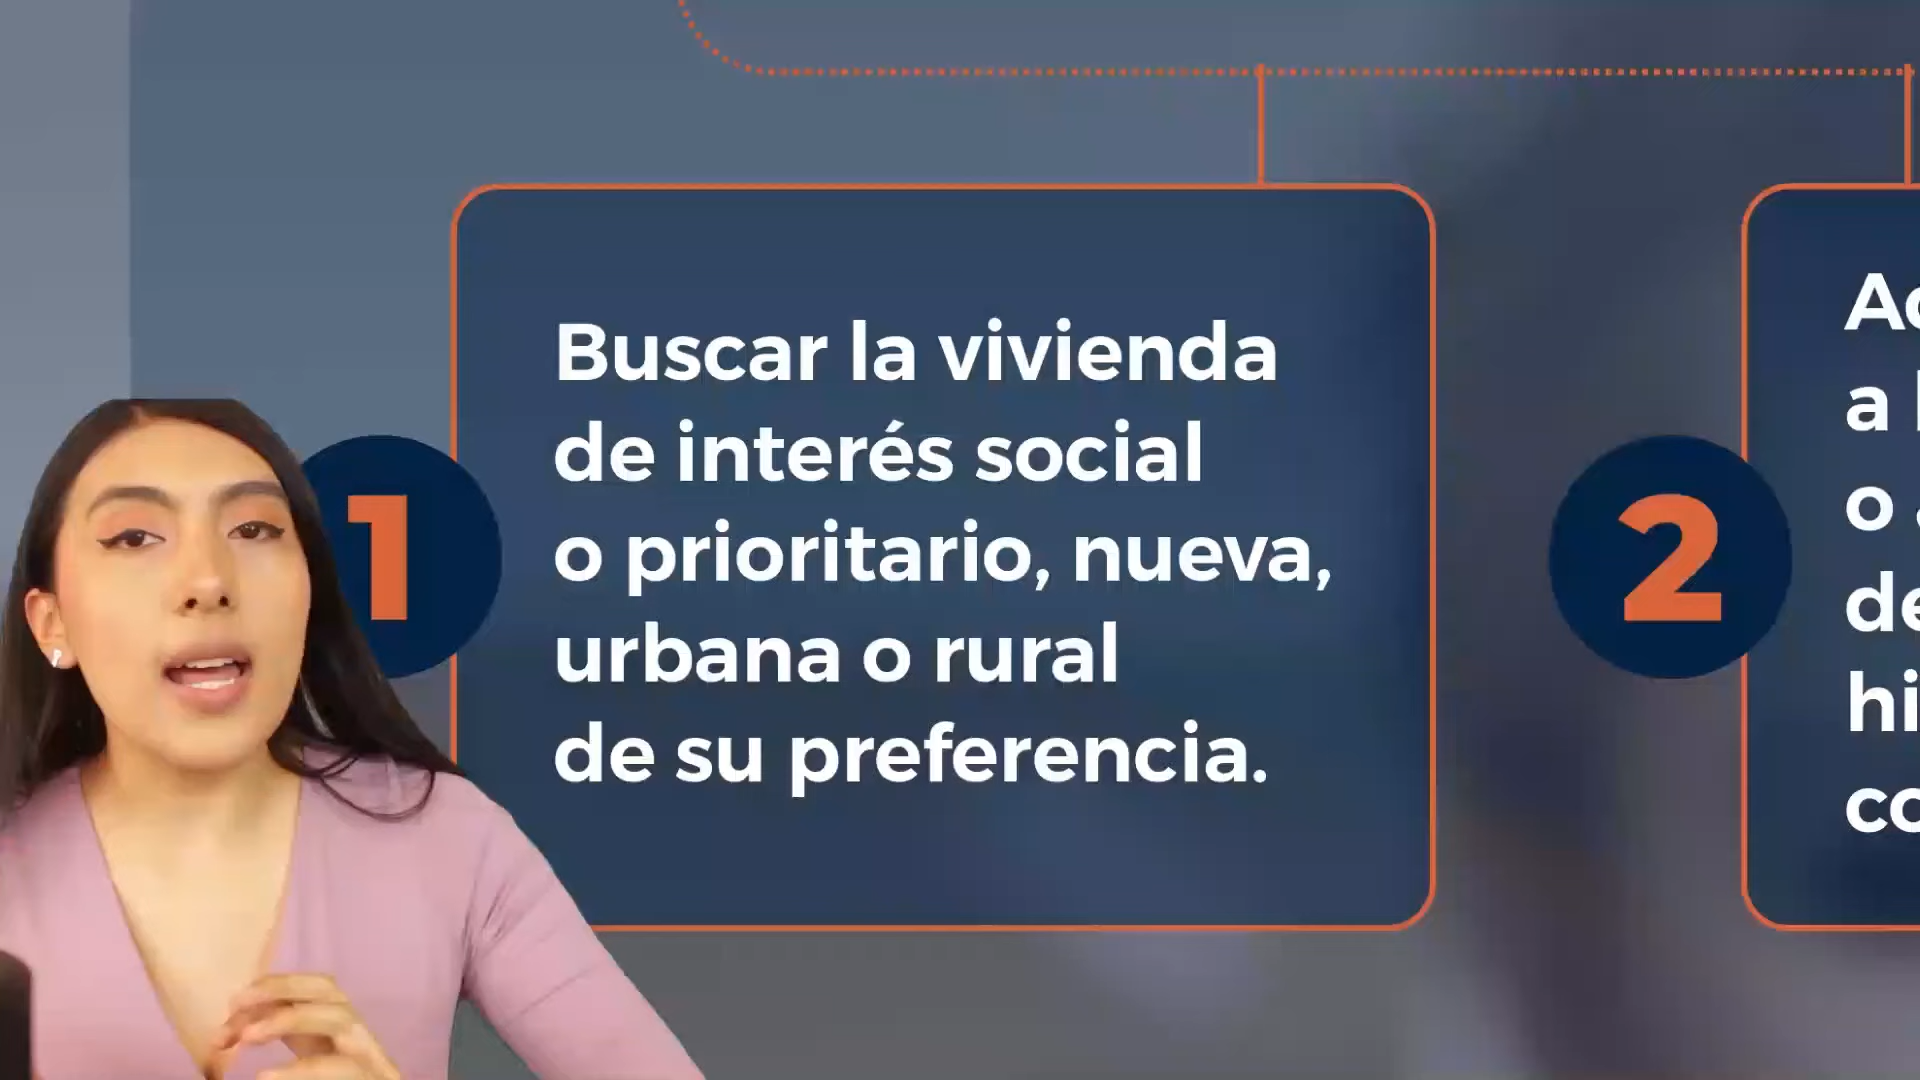 1
Buscar la vivienda
de interés social
o prioritario, nueva,
urbana o rural
de su preferencia.
2
a
o